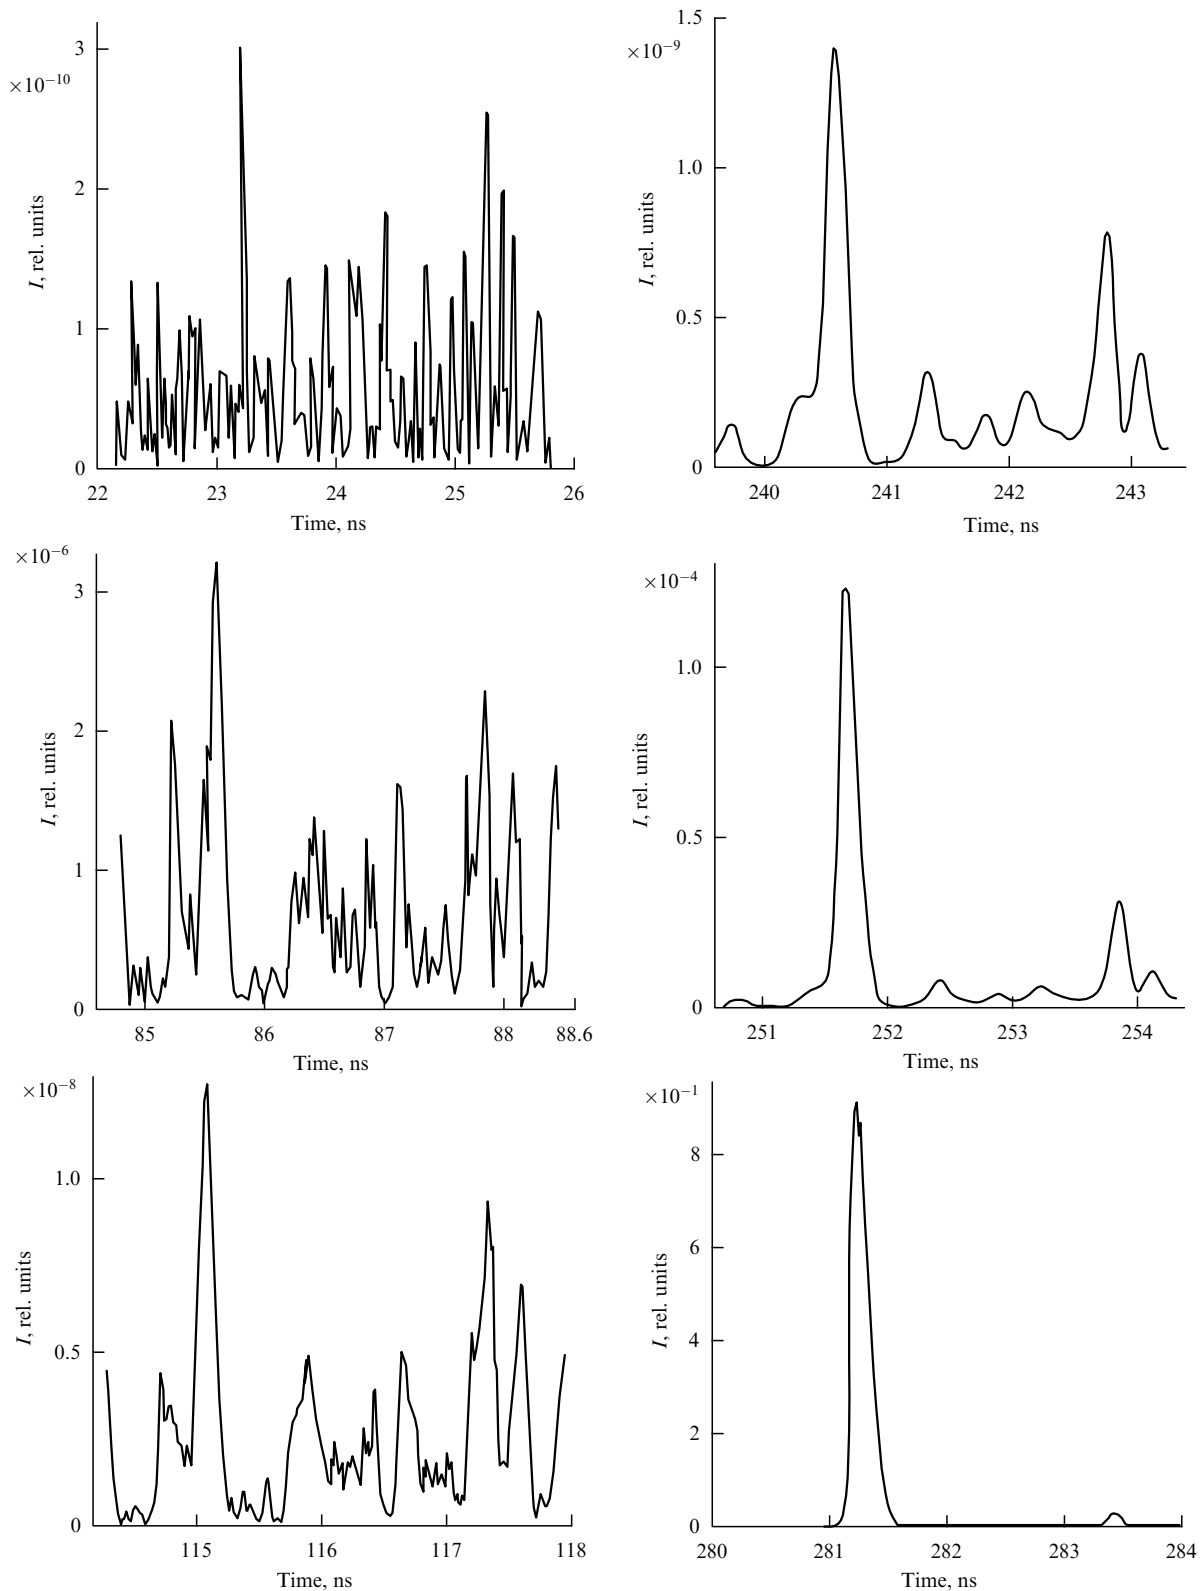 3
×10⁻¹⁰
2
I, rel. units
1
0
22 23 24 25 26
Time, ns
1.5
×10⁻⁹
1.0
I, rel. units
0.5
0
240 241 242 243
Time, ns
×10⁻⁶
3
2
I, rel. units
1
0
85 86 87 88 88.6
Time, ns
×10⁻⁴
1.0
I, rel. units
0.5
0
251 252 253 254
Time, ns
×10⁻⁸
1.0
I, rel. units
0.5
0
115 116 117 118
Time, ns
×10⁻¹
8
6
I, rel. units
4
2
0
280 281 282 283 284
Time, ns